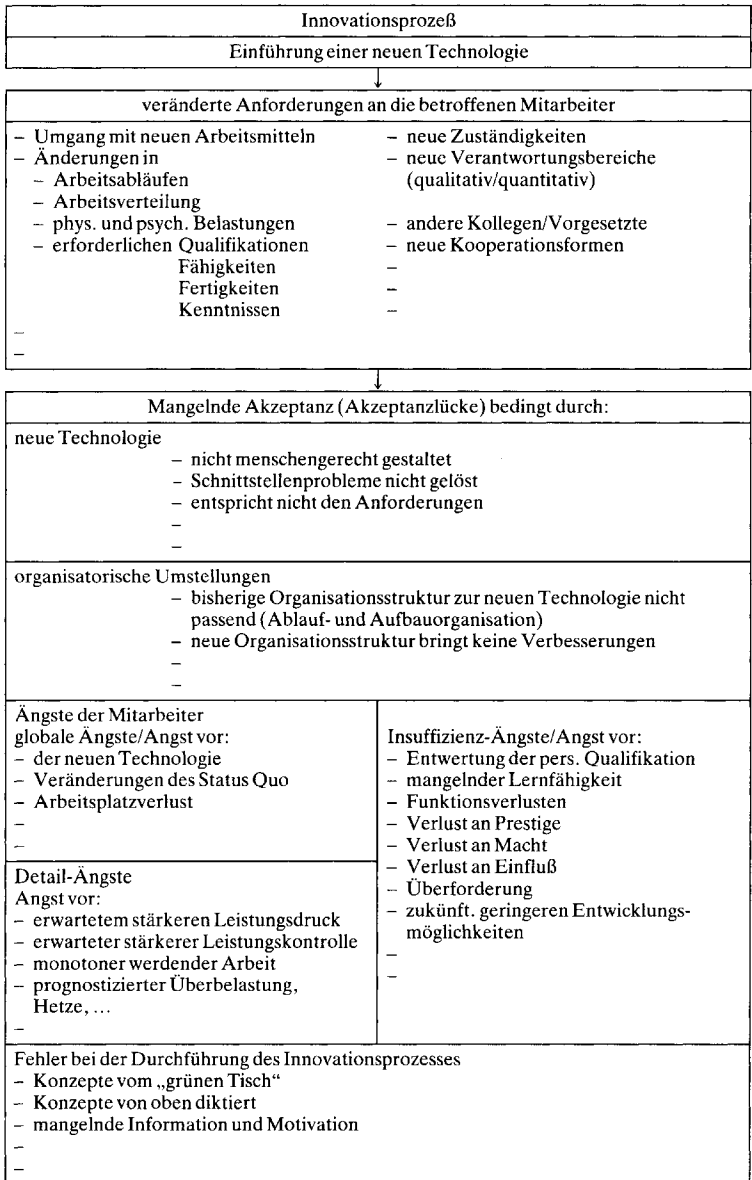 Innovationsprozeß
Einführung einer neuen Technologie
veränderte Anforderungen an die betroffenen Mitarbeiter
– Umgang mit neuen Arbeitsmitteln
– Änderungen in
– Arbeitsabläufen
– Arbeitsverteilung
– phys. und psych. Belastungen
– erforderlichen Qualifikationen
Fähigkeiten
Fertigkeiten
Kenntnissen
–
–
– neue Zuständigkeiten
– neue Verantwortungsbereiche
(qualitativ/quantitativ)
– andere Kollegen/Vorgesetzte
– neue Kooperationsformen
–
–
–
Mangelnde Akzeptanz (Akzeptanzlücke) bedingt durch:
neue Technologie
– nicht menschengerecht gestaltet
– Schnittstellenprobleme nicht gelöst
– entspricht nicht den Anforderungen
–
–
organisatorische Umstellungen
– bisherige Organisationsstruktur zur neuen Technologie nicht
passend (Ablauf- und Aufbauorganisation)
– neue Organisationsstruktur bringt keine Verbesserungen
–
–
Ängste der Mitarbeiter
globale Ängste/Angst vor:
– der neuen Technologie
– Veränderungen des Status Quo
– Arbeitsplatzverlust
–
–
Detail-Ängste
Angst vor:
– erwartetem stärkeren Leistungsdruck
– erwarteter stärkerer Leistungskontrolle
– monotoner werdender Arbeit
– prognostizierter Überbelastung,
Hetze, ...
–
Insuffizienz-Ängste/Angst vor:
– Entwertung der pers. Qualifikation
– mangelnder Lernfähigkeit
– Funktionsverlusten
– Verlust an Prestige
– Verlust an Macht
– Verlust an Einfluß
– Überforderung
– zukünft. geringeren Entwicklungs-
möglichkeiten
–
–
Fehler bei der Durchführung des Innovationsprozesses
– Konzepte vom „grünen Tisch“
– Konzepte von oben diktiert
– mangelnde Information und Motivation
–
–